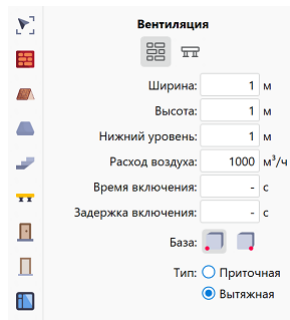 Вентиляция
Ширина: 1 м
Высота: 1 м
Нижний уровень: 1 м
Расход воздуха: 1000 м³/ч
Время включения: - с
Задержка включения: - с
База:
Тип: Приточная
Вытяжная